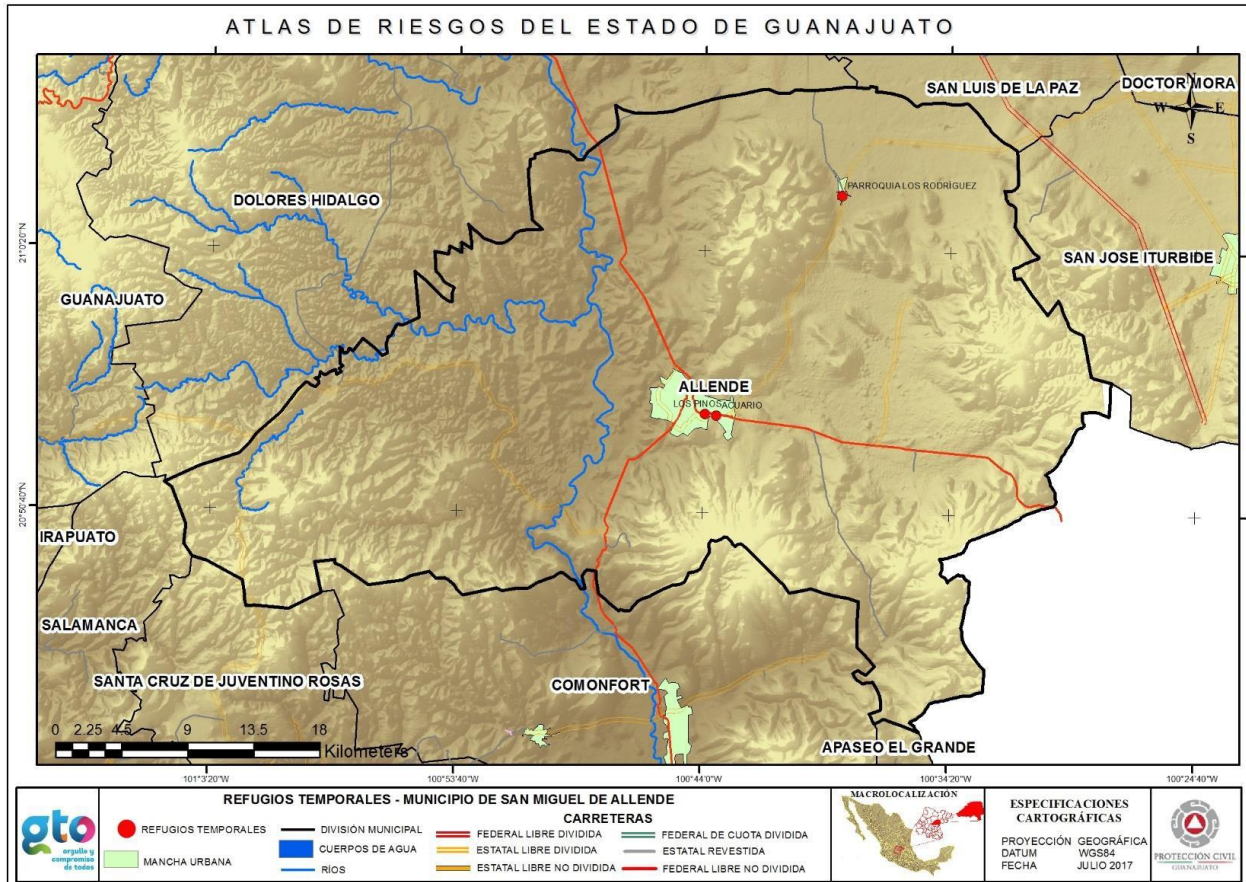 ATLAS DE RIESGOS DEL ESTADO DE GUANAJUATO
SAN LUIS DE LA PAZ
DOCTOR MORA
N
W E
S
PARROQUIA LOS RODRÍGUEZ
DOLORES HIDALGO
21°0'20"N
SAN JOSE ITURBIDE
GUANAJUATO
ALLENDE
LOS PINOS ACUARIO
20°50'40"N
IRAPUATO
SALAMANCA
SANTA CRUZ DE JUVENTINO ROSAS
COMONFORT
APASEO EL GRANDE
0 2.25 4.5 9 13.5 18
Kilometers
101°3'20"W 100°53'40"W 100°44'0"W 100°34'20"W 100°24'40"W
gto
orgullo y
compromiso
de todos
REFUGIOS TEMPORALES - MUNICIPIO DE SAN MIGUEL DE ALLENDE
CARRETERAS
REFUGIOS TEMPORALES
MANCHA URBANA
DIVISIÓN MUNICIPAL
CUERPOS DE AGUA
RÍOS
FEDERAL LIBRE DIVIDIDA
ESTATAL LIBRE DIVIDIDA
ESTATAL LIBRE NO DIVIDIDA
FEDERAL DE CUOTA DIVIDIDA
ESTATAL REVESTIDA
FEDERAL LIBRE NO DIVIDIDA
MACROLOCALIZACIÓN
ESPECIFICACIONES
CARTOGRÁFICAS
PROYECCIÓN GEOGRÁFICA
DATUM WGS84
FECHA JULIO 2017
PROTECCIÓN CIVIL
GUANAJUATO